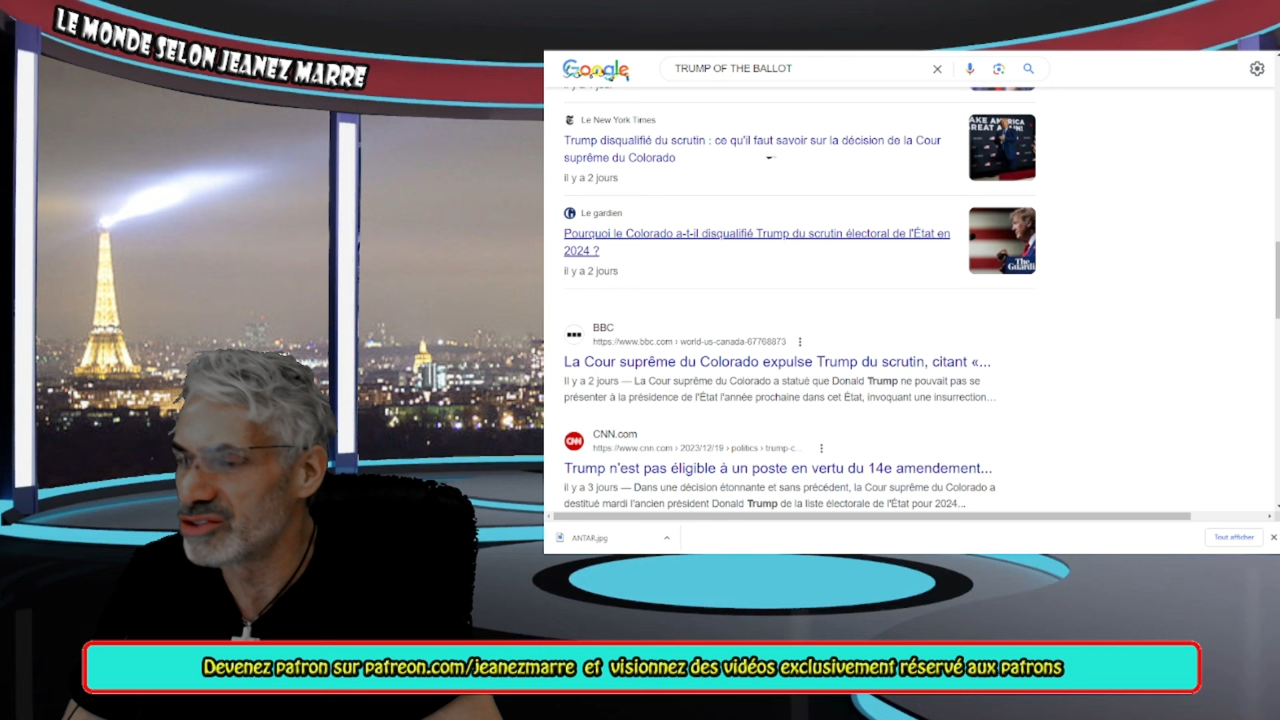 LE MONDE SELON JEANEZ MARRE
Google
TRUMP OF THE BALLOT
Le New York Times
Trump disqualifié du scrutin : ce qu'il faut savoir sur la décision de la Cour
suprême du Colorado
il y a 2 jours
AKE AMERICA
REAT AGAIN!
Le gardien
Pourquoi le Colorado a-t-il disqualifié Trump du scrutin électoral de l'État en
2024 ?
il y a 2 jours
The
Guardi
BBC
https://www.bbc.com › world-us-canada-67768873
La Cour suprême du Colorado expulse Trump du scrutin, citant «...
Il y a 2 jours — La Cour suprême du Colorado a statué que Donald Trump ne pouvait pas se
présenter à la présidence de l'État l'année prochaine dans cet État, invoquant une insurrection...
CNN
CNN.com
https://www.cnn.com › 2023/12/19 › politics › trump-c...
Trump n'est pas éligible à un poste en vertu du 14e amendement...
il y a 3 jours — Dans une décision étonnante et sans précédent, la Cour suprême du Colorado a
destitué mardi l'ancien président Donald Trump de la liste électorale de l'État pour 2024...
ANTAR.jpg
Tout afficher
Devenez patron sur patreon.com/jeanezmarre et visionnez des vidéos exclusivement réservé aux patrons